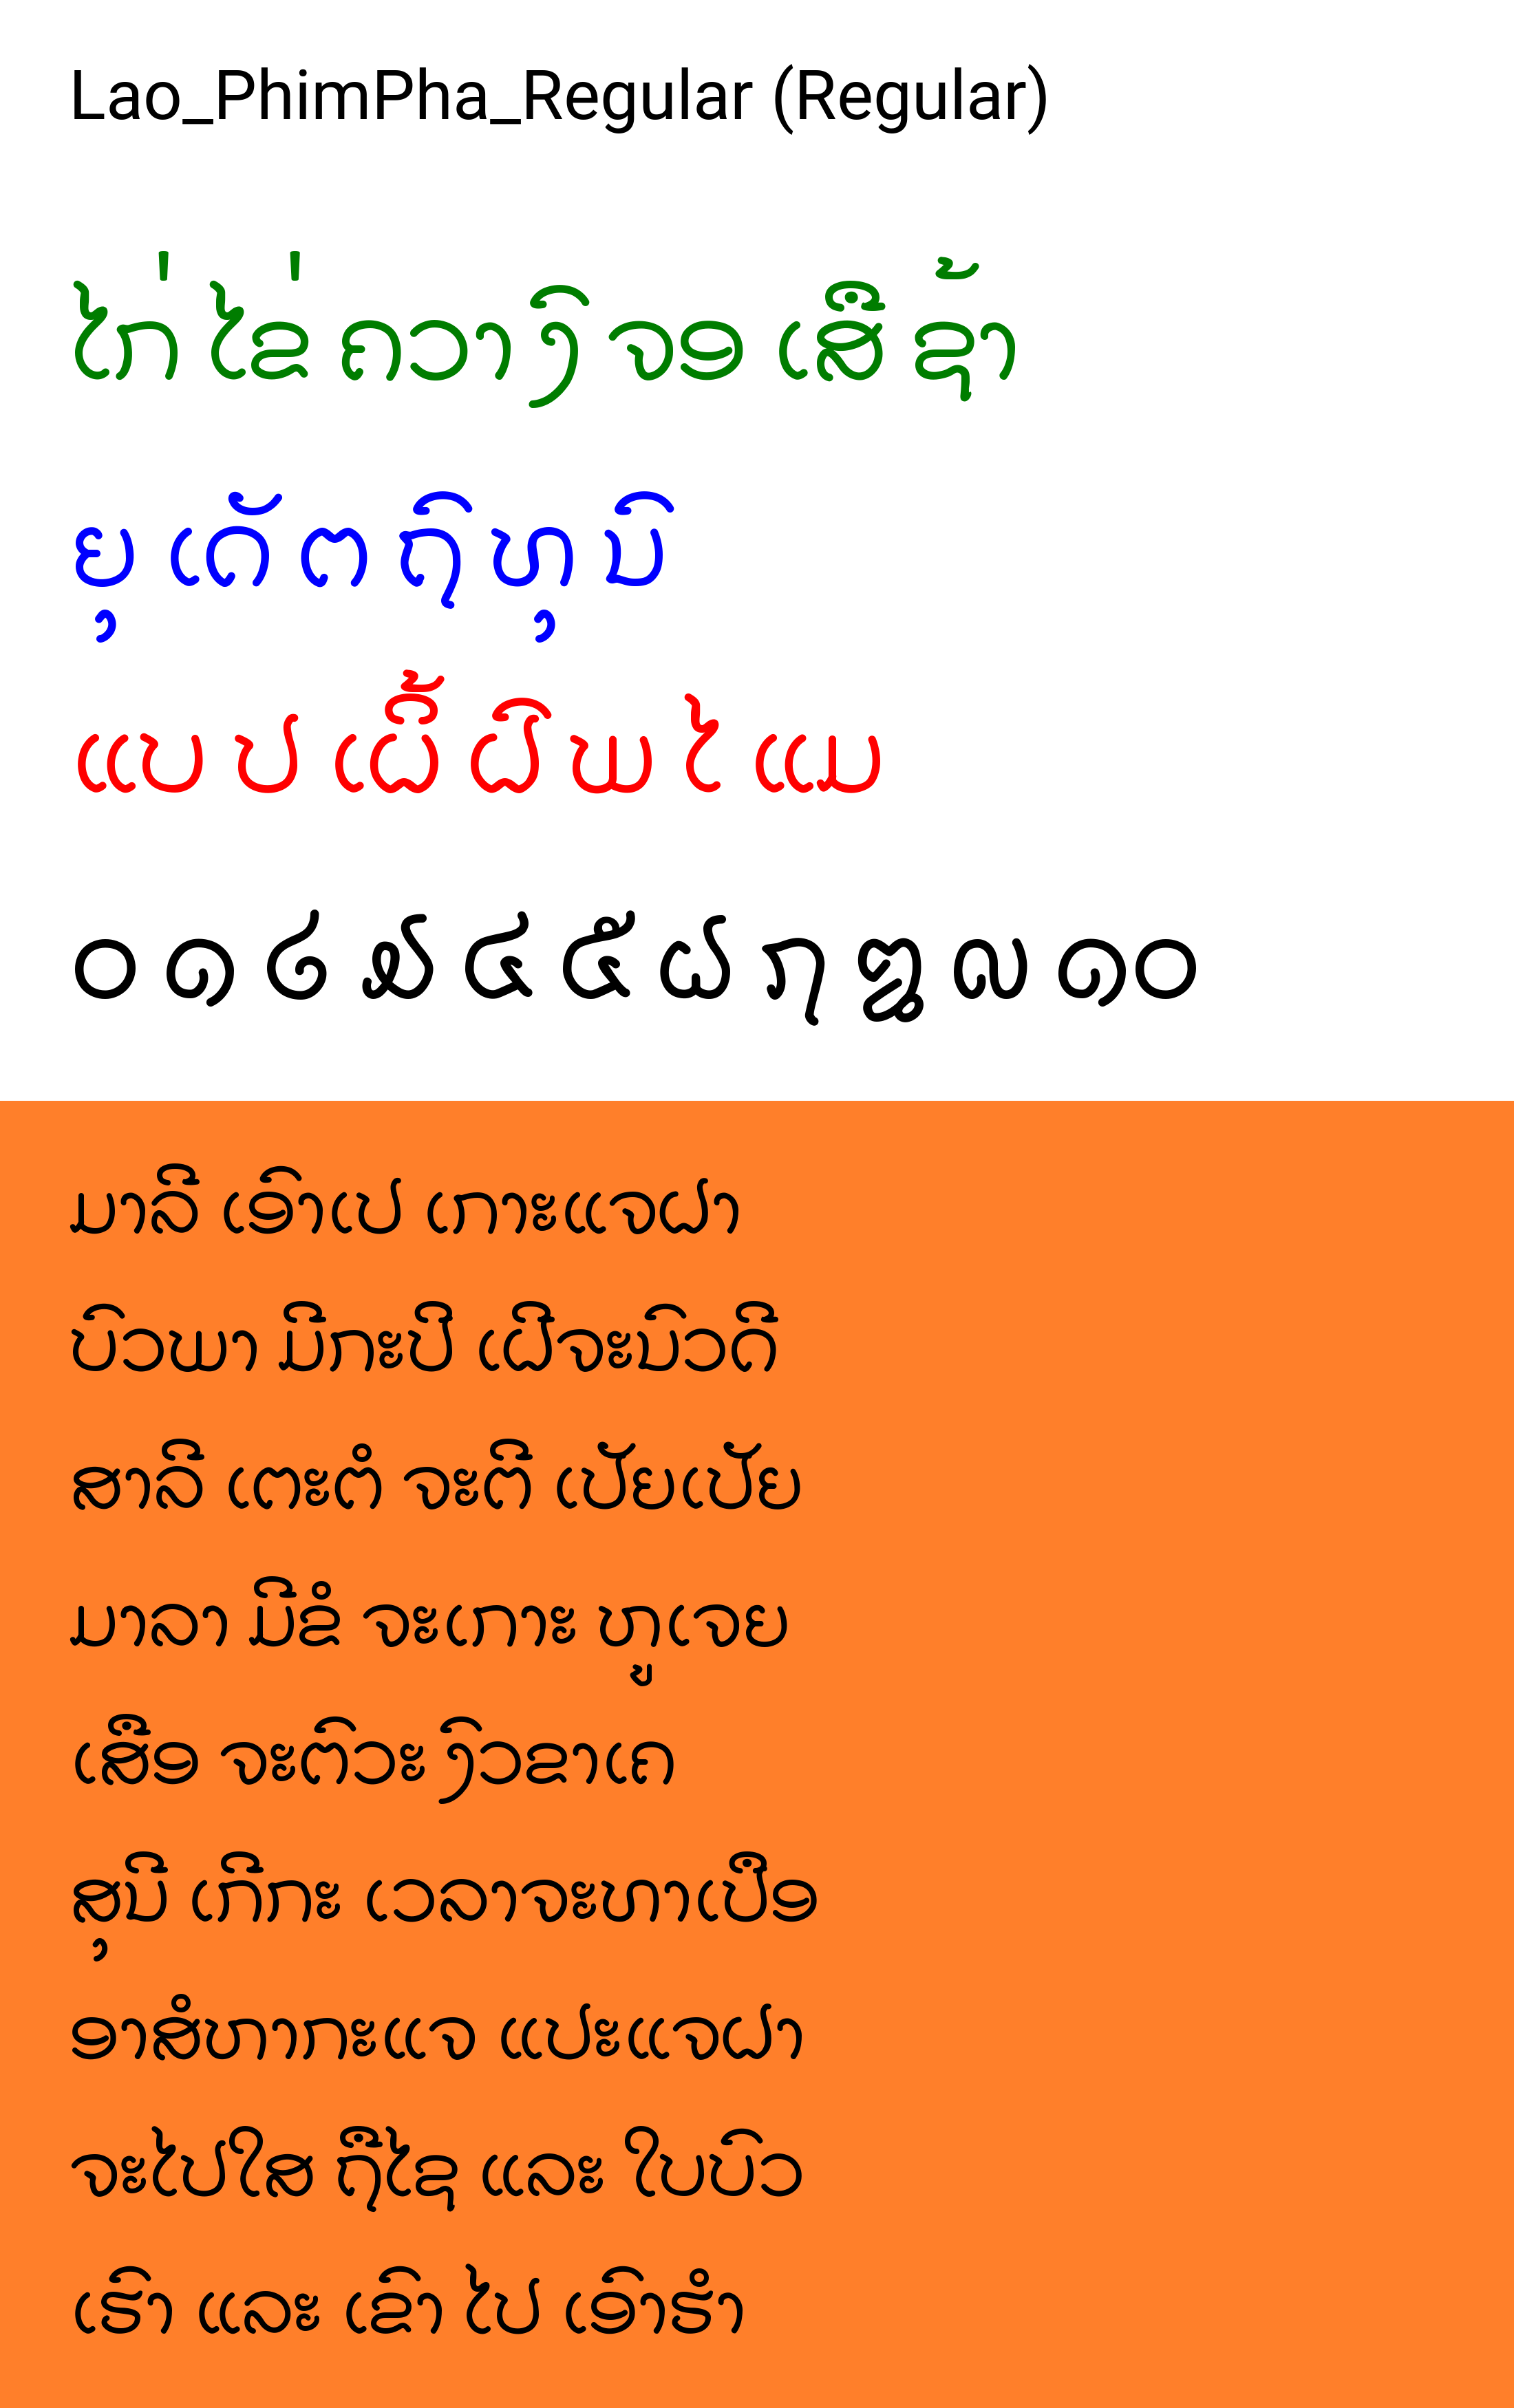 Lao_PhimPha_Regular (Regular)
ໄກ່ ໄຂ່ ຄວາງົ ຈອ ເສື ຊ້າ
ຍຸ ເດັ ຕ ຖົ ທຸ ນົ
ແບ ປ ເຜິ້ ຝົ ພ ໄ ແມ
໐ ໑ ໒ ໓ ໔ ໕ ໖ ໗ ໘ ໙ ໑໐
ມາລີ ເອົາເປ ເກາະແຈຝາ
ບົວພາ ມີກະປີ ເຝີຈະນົວດີ
ສາລີ ເຕະຕໍ ຈະຕີ ເປັຍເປັຍ
ມາລາ ມີຂໍ ຈະເກາະ ຫູເຈຍ
ເສືອ ຈະຕົວະ ງົວຂາເຄ
ສຸນີ ເກີກະ ເວລາຈະຫາເປືອ
ອາສໍຫາກະແຈ ແປະແຈຝາ
ຈະໄປໃສ ຖືໄຊ ແລະ ໃບບົວ
ເຮົາ ແລະ ເຂົາ ໄປ ເອົາຮໍາ